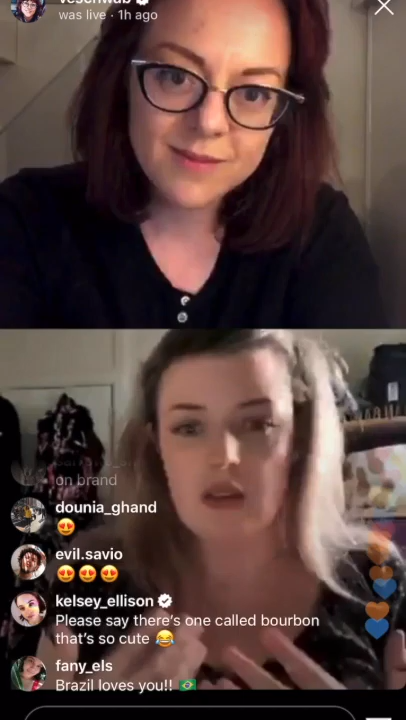 veschwab
was live · 1h ago
on brand
dounia_ghand
😍
evil.savio
😍😍😍
kelsey_ellison
Please say there's one called bourbon
that's so cute 😂
fany_els
Brazil loves you!! 🇧🇷